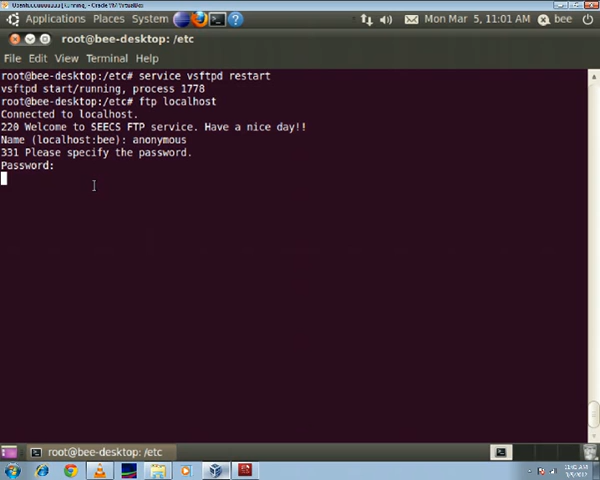 Applications Places System
Mon Mar 5, 11:01 AM bee
root@bee-desktop: /etc
File Edit View Terminal Help
root@bee-desktop:/etc# service vsftpd restart
vsftpd start/running, process 1778
root@bee-desktop:/etc# ftp localhost
Connected to localhost.
220 Welcome to SEECS FTP service. Have a nice day!!
Name (localhost:bee): anonymous
331 Please specify the password.
Password:
root@bee-desktop: /etc